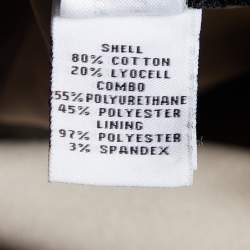 SHELL
80% COTTON
20% LYOCELL
COMBO
55% POLYURETHANE
45% POLYESTER
LINING
97% POLYESTER
3% SPANDEX